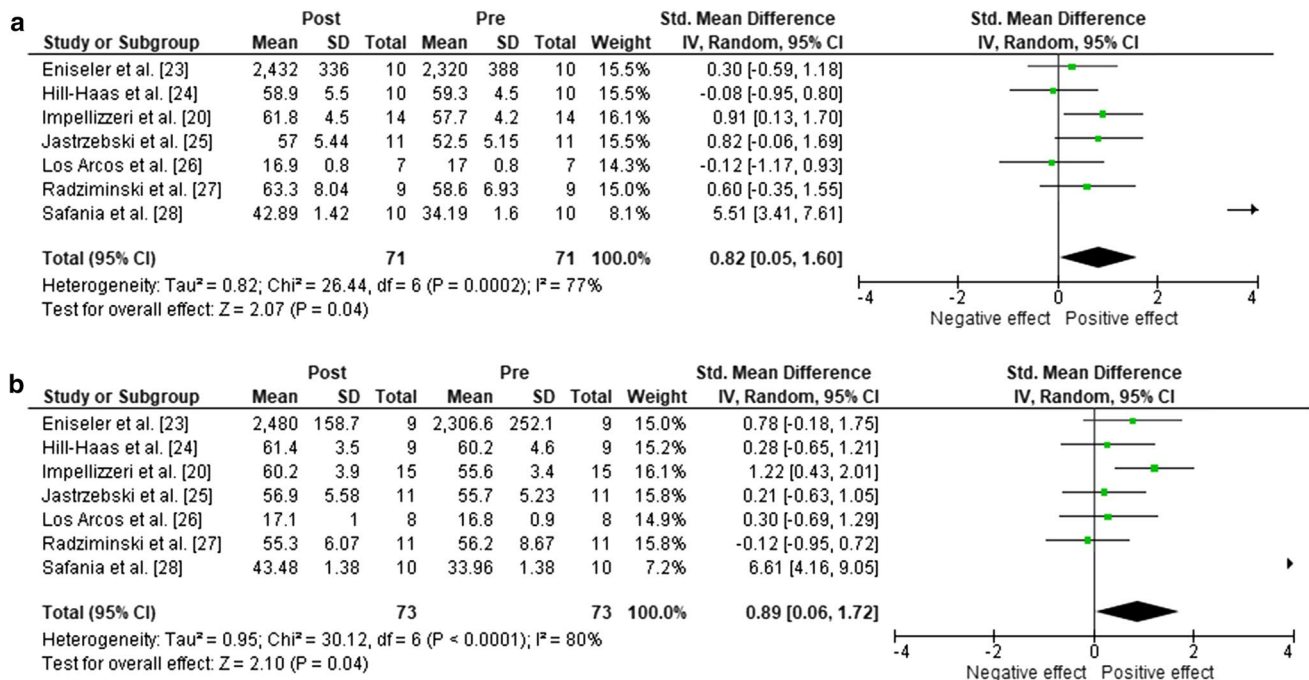 a
Post Pre Std. Mean Difference Std. Mean Difference
Study or Subgroup Mean SD Total Mean SD Total Weight IV, Random, 95% CI IV, Random, 95% CI
Eniseler et al. [23] 2,432 336 10 2,320 388 10 15.5% 0.30 [-0.59, 1.18]
Hill-Haas et al. [24] 58.9 5.5 10 59.3 4.5 10 15.5% -0.08 [-0.95, 0.80]
Impellizzeri et al. [20] 61.8 4.5 14 57.7 4.2 14 16.1% 0.91 [0.13, 1.70]
Jastrzebski et al. [25] 57 5.44 11 52.5 5.15 11 15.5% 0.82 [-0.06, 1.69]
Los Arcos et al. [26] 16.9 0.8 7 17 0.8 7 14.3% -0.12 [-1.17, 0.93]
Radziminski et al. [27] 63.3 8.04 9 58.6 6.93 9 15.0% 0.60 [-0.35, 1.55]
Safania et al. [28] 42.89 1.42 10 34.19 1.6 10 8.1% 5.51 [3.41, 7.61]
Total (95% CI) 71 71 100.0% 0.82 [0.05, 1.60]
Heterogeneity: Tau² = 0.82; Chi² = 26.44, df = 6 (P = 0.0002); I² = 77%
Test for overall effect: Z = 2.07 (P = 0.04)
-4 -2 0 2 4
Negative effect Positive effect
b
Post Pre Std. Mean Difference Std. Mean Difference
Study or Subgroup Mean SD Total Mean SD Total Weight IV, Random, 95% CI IV, Random, 95% CI
Eniseler et al. [23] 2,480 158.7 9 2,306.6 252.1 9 15.0% 0.78 [-0.18, 1.75]
Hill-Haas et al. [24] 61.4 3.5 9 60.2 4.6 9 15.2% 0.28 [-0.65, 1.21]
Impellizzeri et al. [20] 60.2 3.9 15 55.6 3.4 15 16.1% 1.22 [0.43, 2.01]
Jastrzebski et al. [25] 56.9 5.58 11 55.7 5.23 11 15.8% 0.21 [-0.63, 1.05]
Los Arcos et al. [26] 17.1 1 8 16.8 0.9 8 14.9% 0.30 [-0.69, 1.29]
Radziminski et al. [27] 55.3 6.07 11 56.2 8.67 11 15.8% -0.12 [-0.95, 0.72]
Safania et al. [28] 43.48 1.38 10 33.96 1.38 10 7.2% 6.61 [4.16, 9.05]
Total (95% CI) 73 73 100.0% 0.89 [0.06, 1.72]
Heterogeneity: Tau² = 0.95; Chi² = 30.12, df = 6 (P < 0.0001); I² = 80%
Test for overall effect: Z = 2.10 (P = 0.04)
-4 -2 0 2 4
Negative effect Positive effect